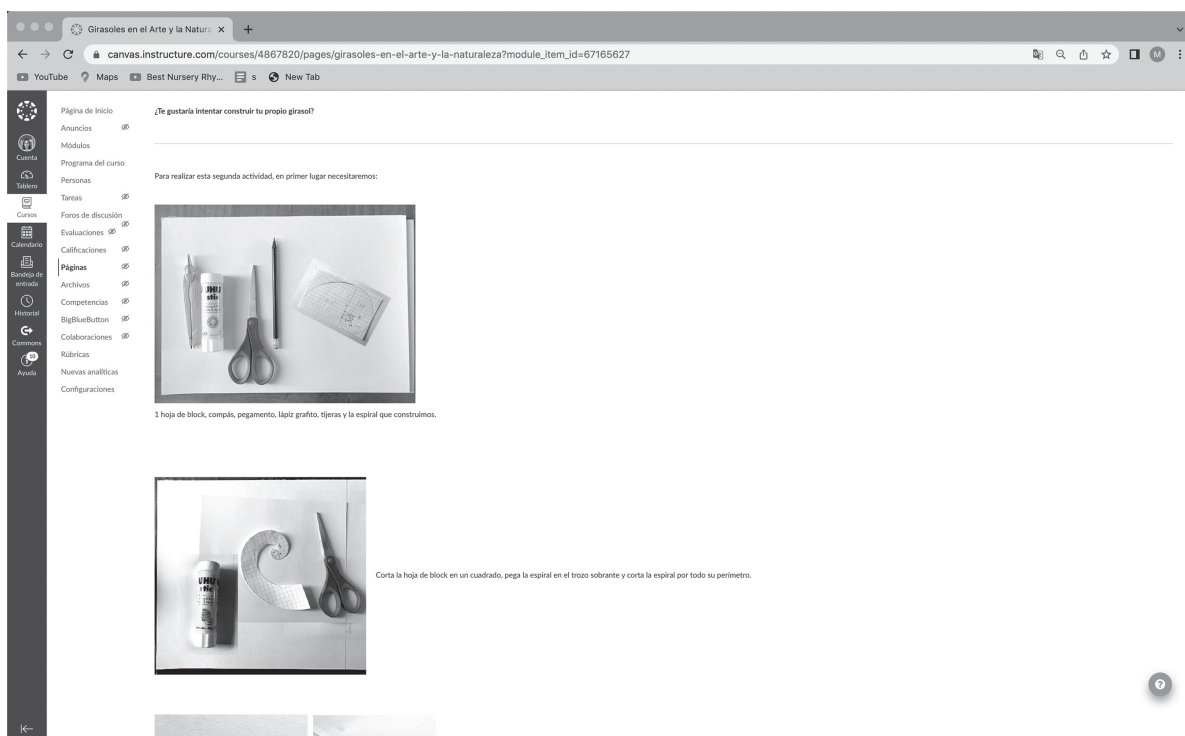 Girasoles en el Arte y la Natura
canvas.instructure.com/courses/4867820/pages/girasoles-en-el-arte-y-la-naturaleza?module_item_id=67165627
M
YouTube
Maps
Best Nursery Rhy...
s
New Tab
Cuenta
Tablero
Cursos
Calendario
Bandeja de
entrada
Historial
Commons
10
Ayuda
Página de Inicio
Anuncios
Módulos
Programa del curso
Personas
Tareas
Foros de discusión
Evaluaciones
Calificaciones
Páginas
Archivos
Competencias
BigBlueButton
Colaboraciones
Rúbricas
Nuevas analíticas
Configuraciones
¿Te gustaría intentar construir tu propio girasol?
Para realizar esta segunda actividad, en primer lugar necesitaremos:
UHU
stic
1 hoja de block, compás, pegamento, lápiz grafito, tijeras y la espiral que construimos.
UHU
stic
Corta la hoja de block en un cuadrado, pega la espiral en el trozo sobrante y corta la espiral por todo su perímetro.